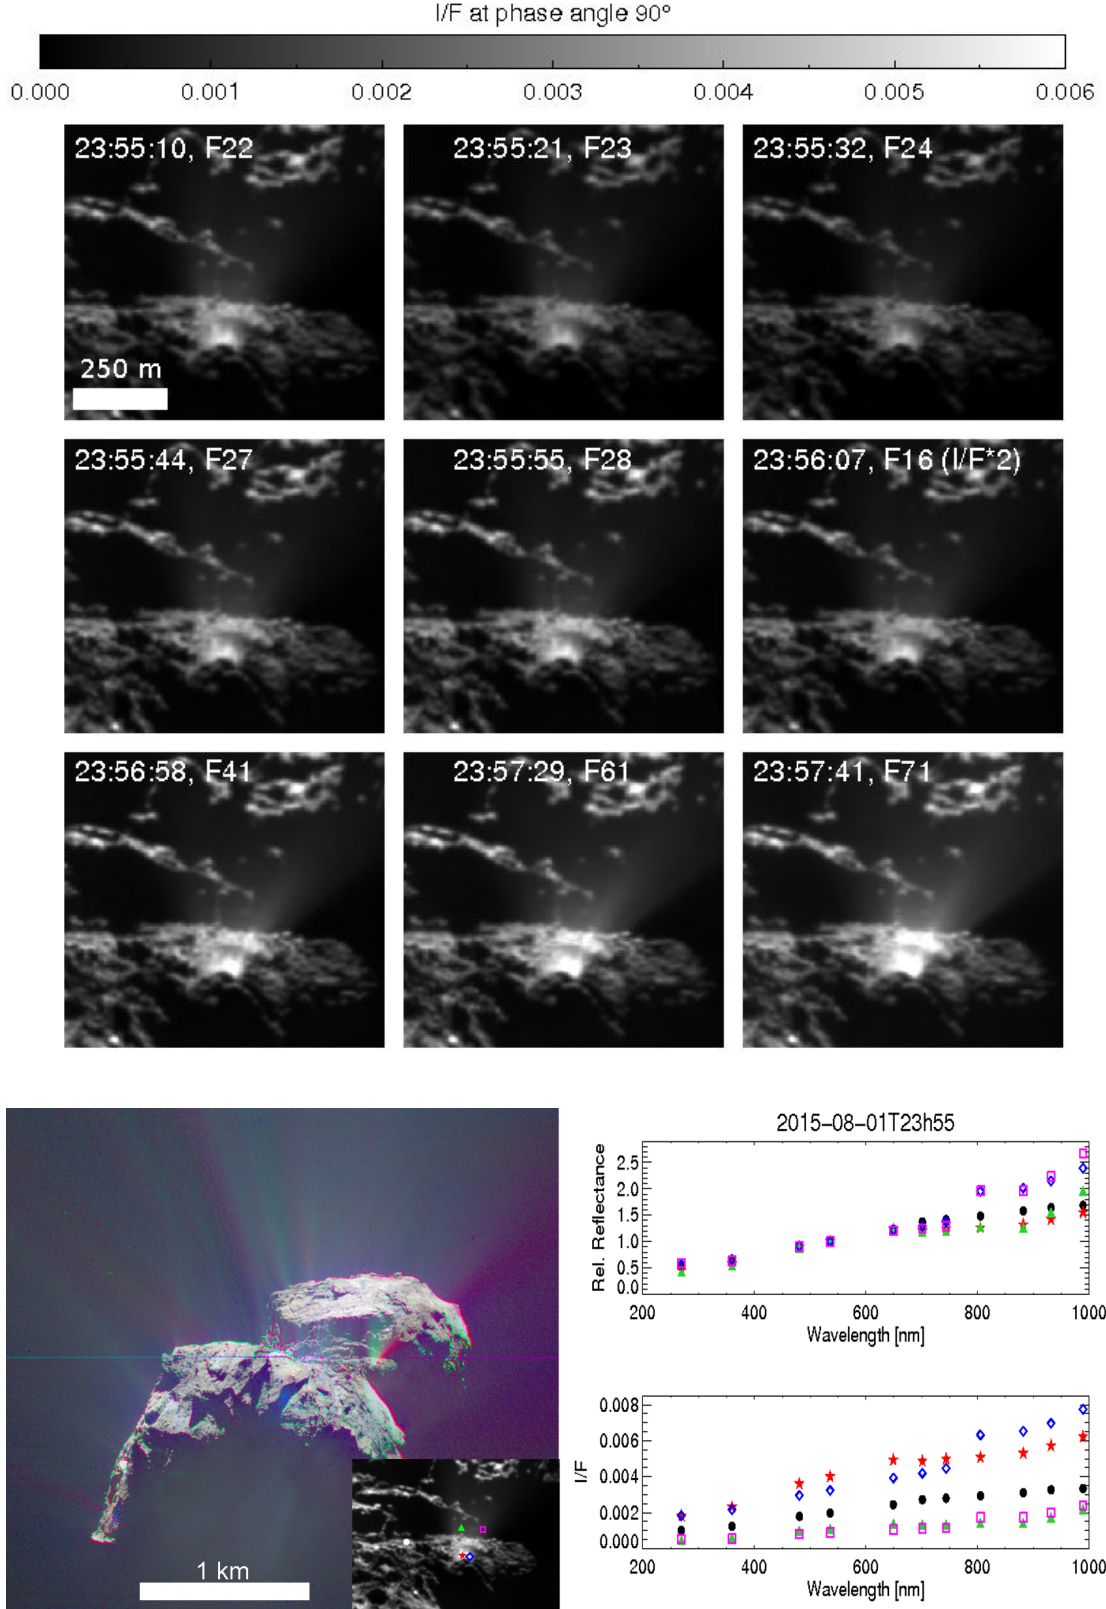 I/F at phase angle 90°
0.000 0.001 0.002 0.003 0.004 0.005 0.006
23:55:10, F22
23:55:21, F23
23:55:32, F24
250 m
23:55:44, F27
23:55:55, F28
23:56:07, F16 (I/F*2)
23:56:58, F41
23:57:29, F61
23:57:41, F71
1 km
2015-08-01T23h55
Rel. Reflectance
2.5
2.0
1.5
1.0
0.5
0.0
200 400 600 800 1000
Wavelength [nm]
I/F
0.008
0.006
0.004
0.002
0.000
200 400 600 800 1000
Wavelength [nm]